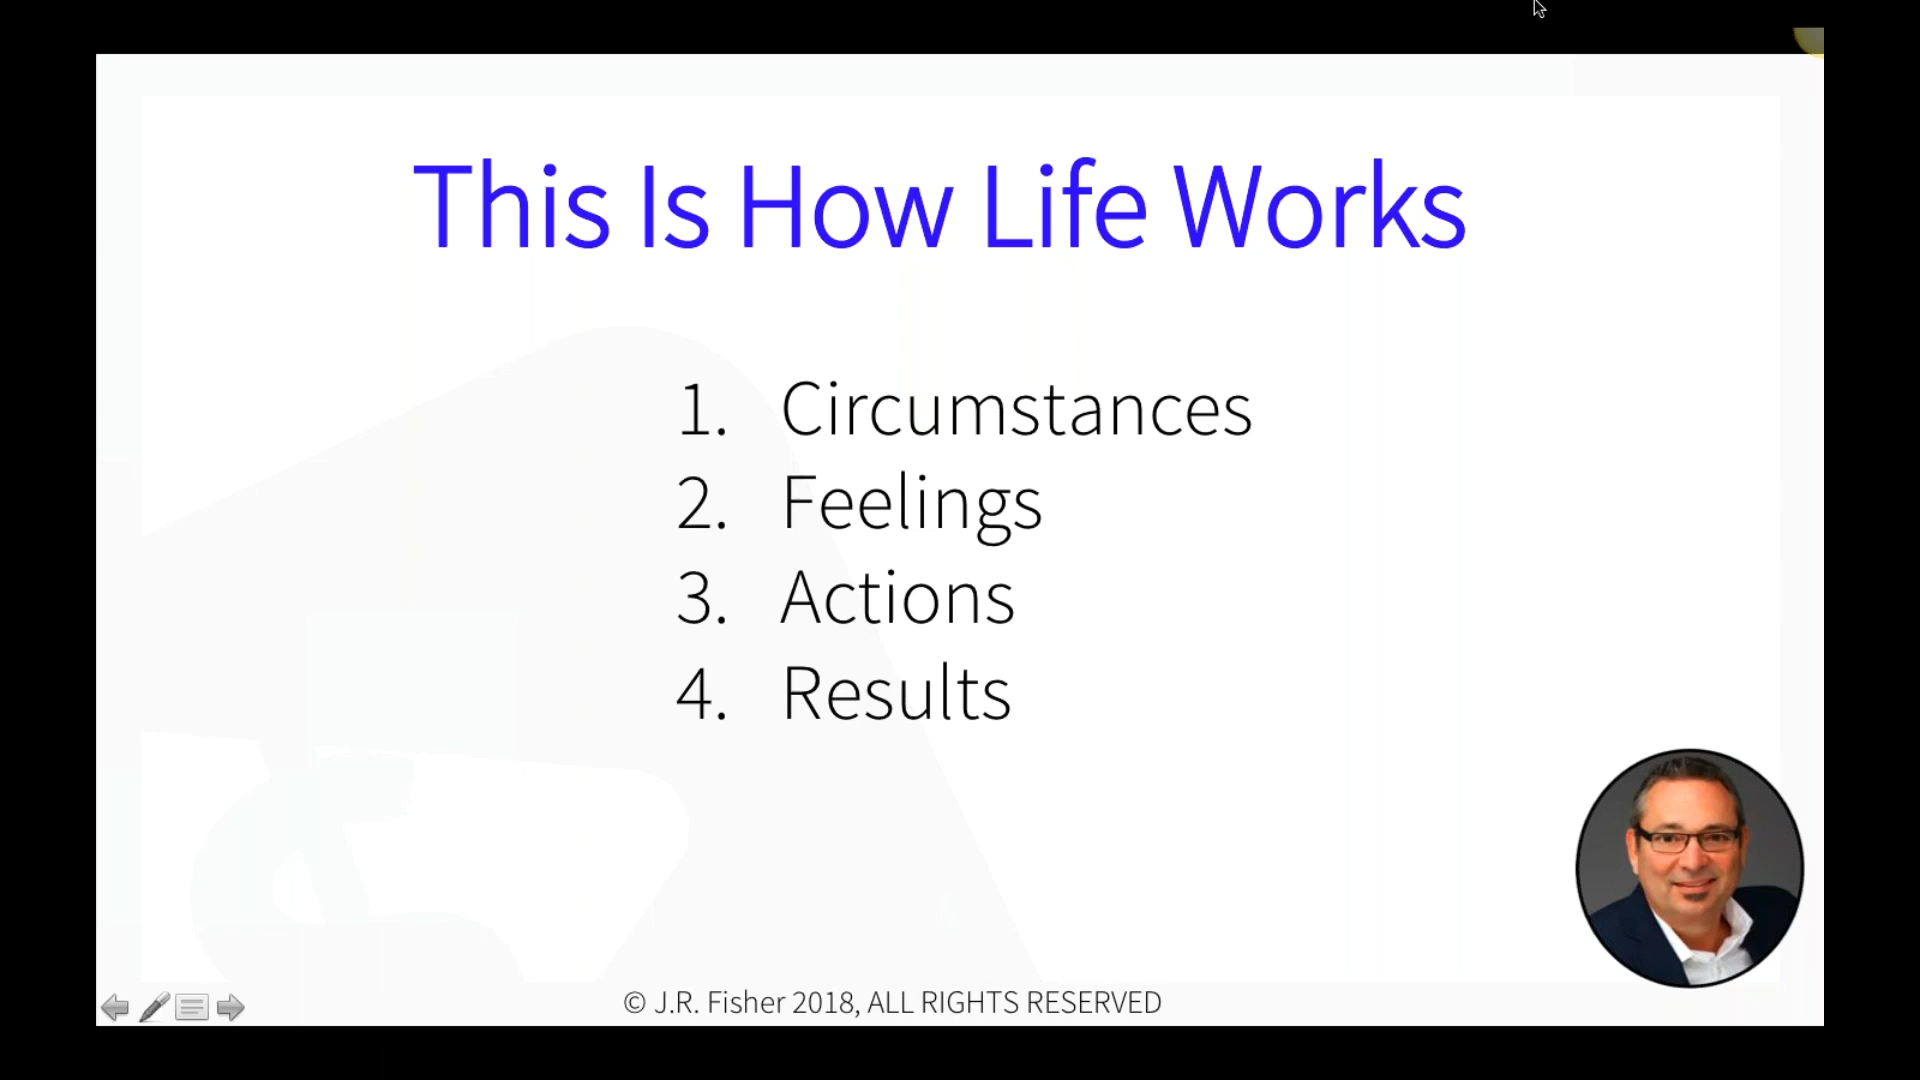 This Is How Life Works
1. Circumstances
2. Feelings
3. Actions
4. Results
© J.R. Fisher 2018, ALL RIGHTS RESERVED